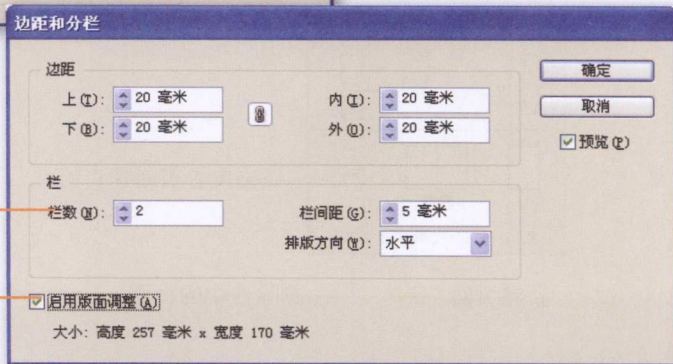 边距和分栏
边距
上(T): 20 毫米 内(I): 20 毫米 确定
下(B): 20 毫米 外(O): 20 毫米 取消
预览(P)
栏
栏数(N): 2 栏间距(G): 5 毫米
排版方向(W): 水平
启用版面调整(A)
大小: 高度 257 毫米 x 宽度 170 毫米